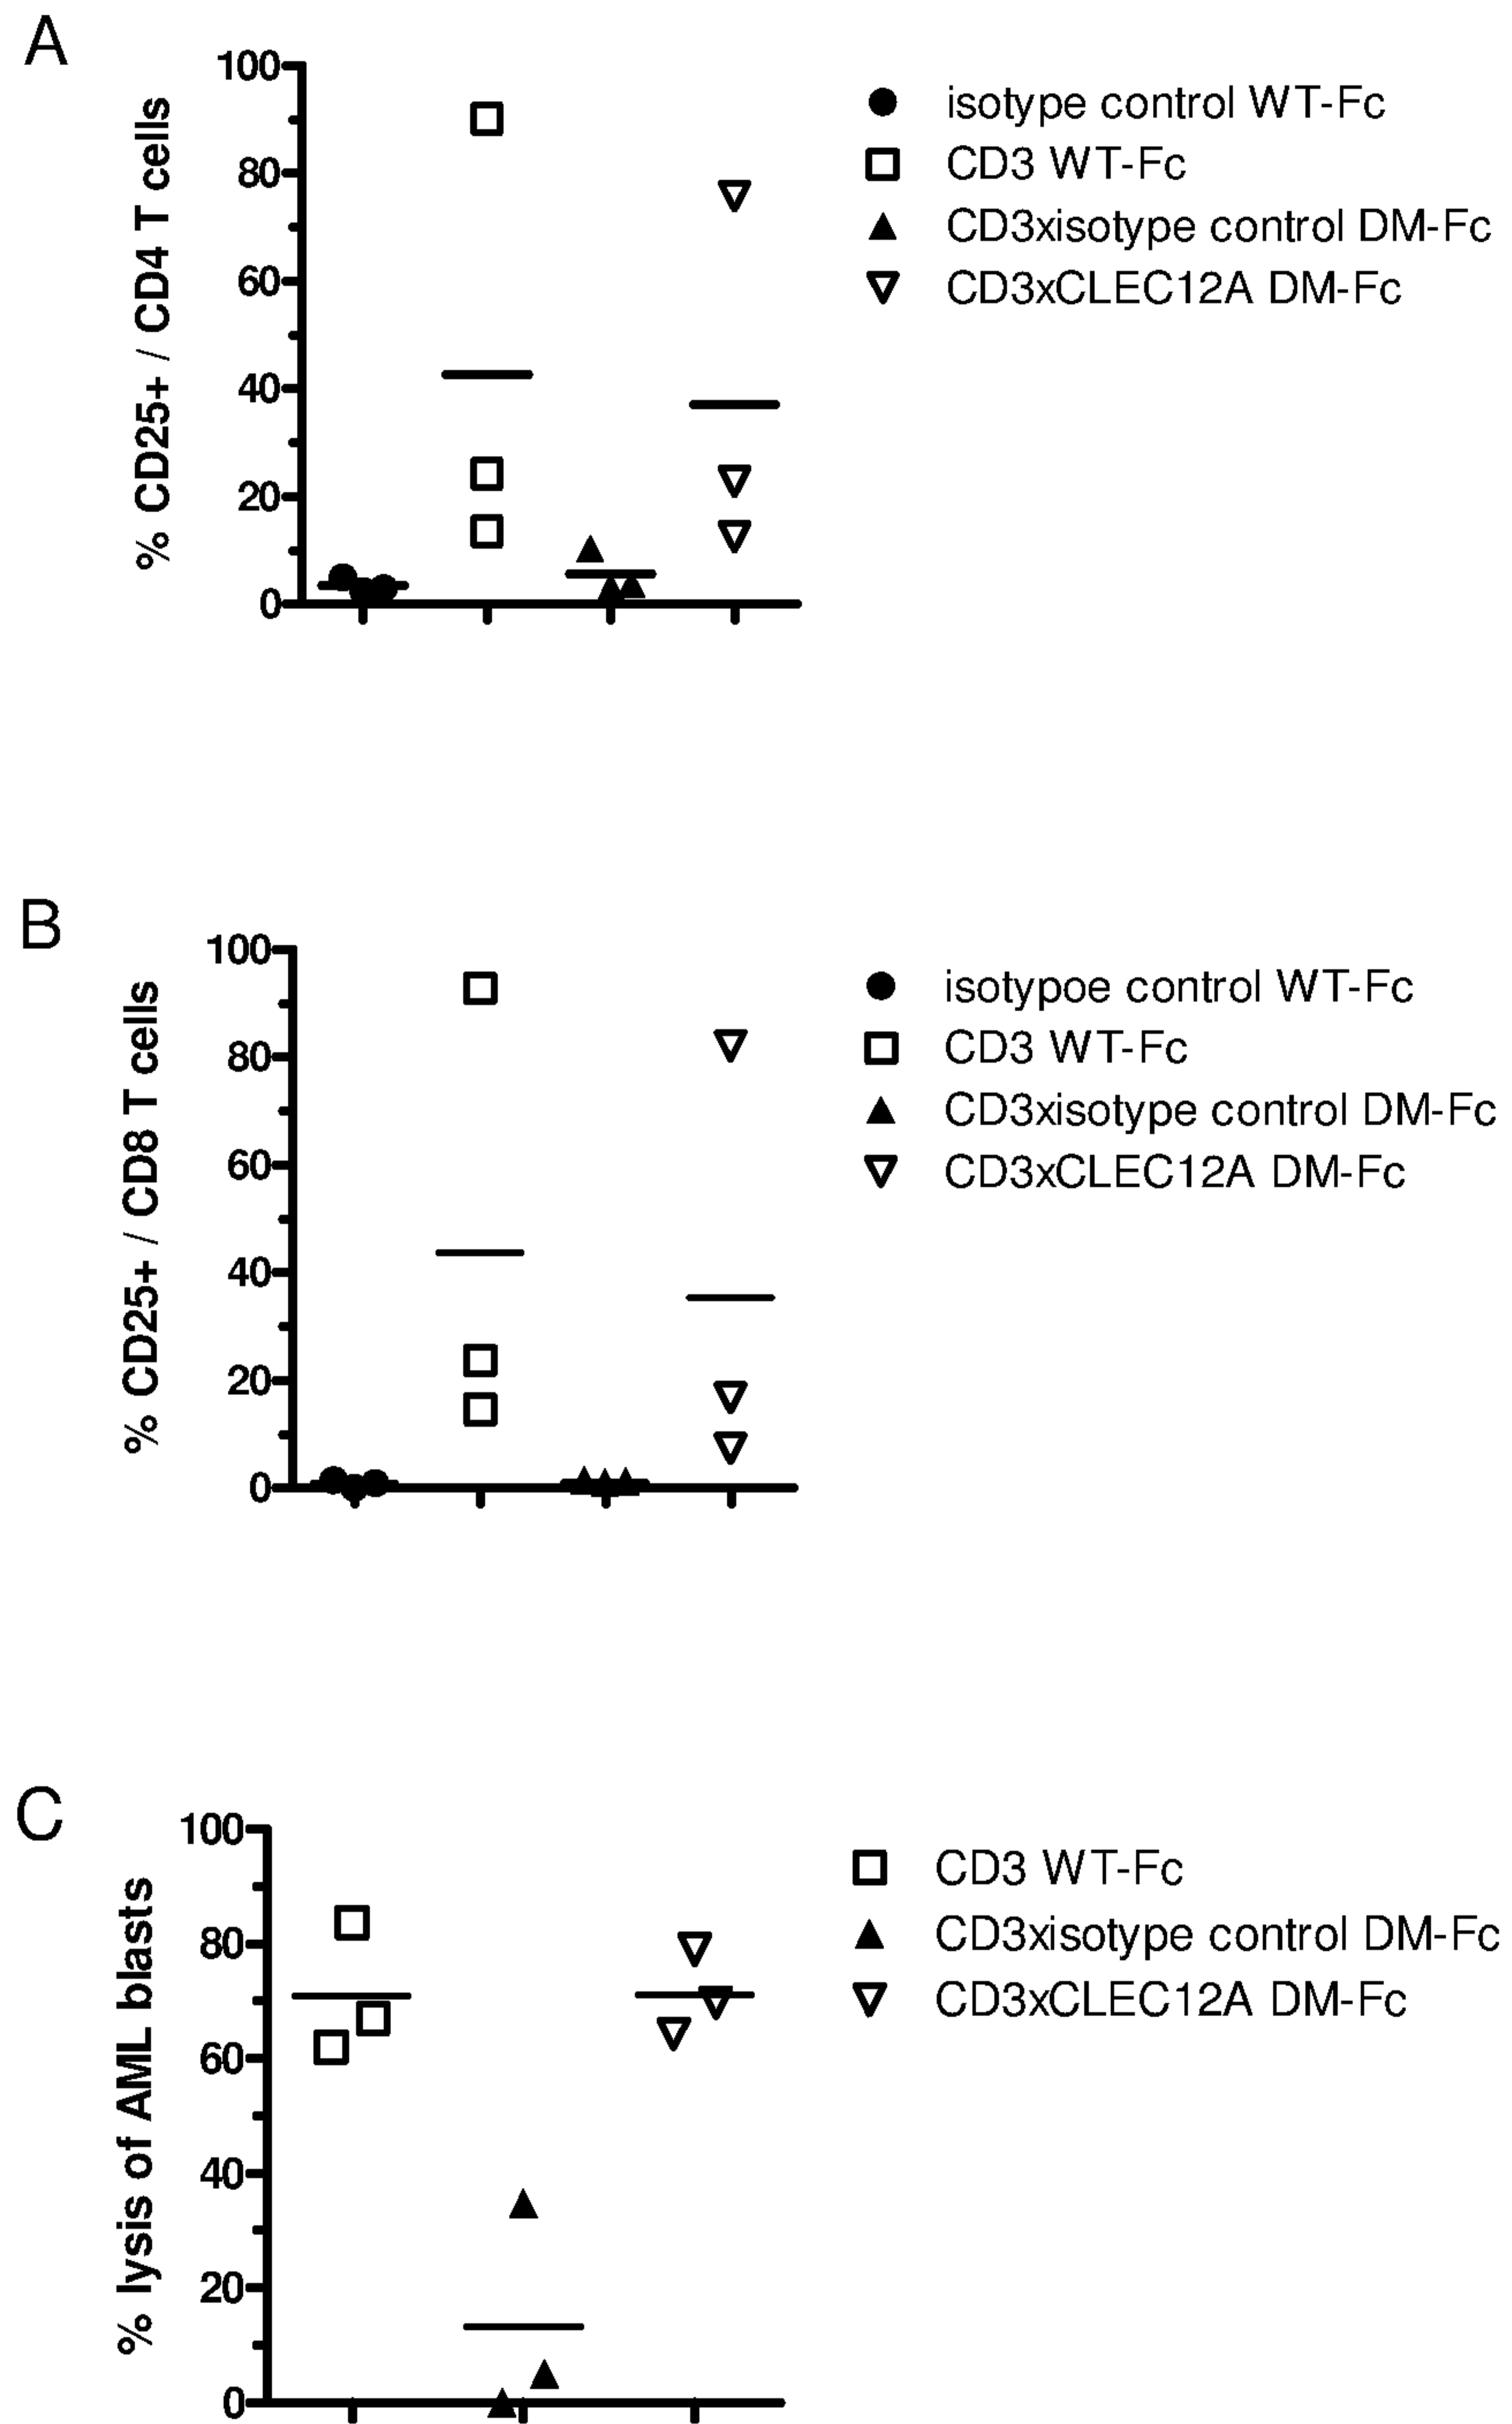 A
% CD25+ / CD4 T cells
100
80
60
40
20
0
isotype control WT-Fc
CD3 WT-Fc
CD3xisotype control DM-Fc
CD3xCLEC12A DM-Fc
B
% CD25+ / CD8 T cells
100
80
60
40
20
0
isotypoe control WT-Fc
CD3 WT-Fc
CD3xisotype control DM-Fc
CD3xCLEC12A DM-Fc
C
% lysis of AML blasts
100
80
60
40
20
0
CD3 WT-Fc
CD3xisotype control DM-Fc
CD3xCLEC12A DM-Fc